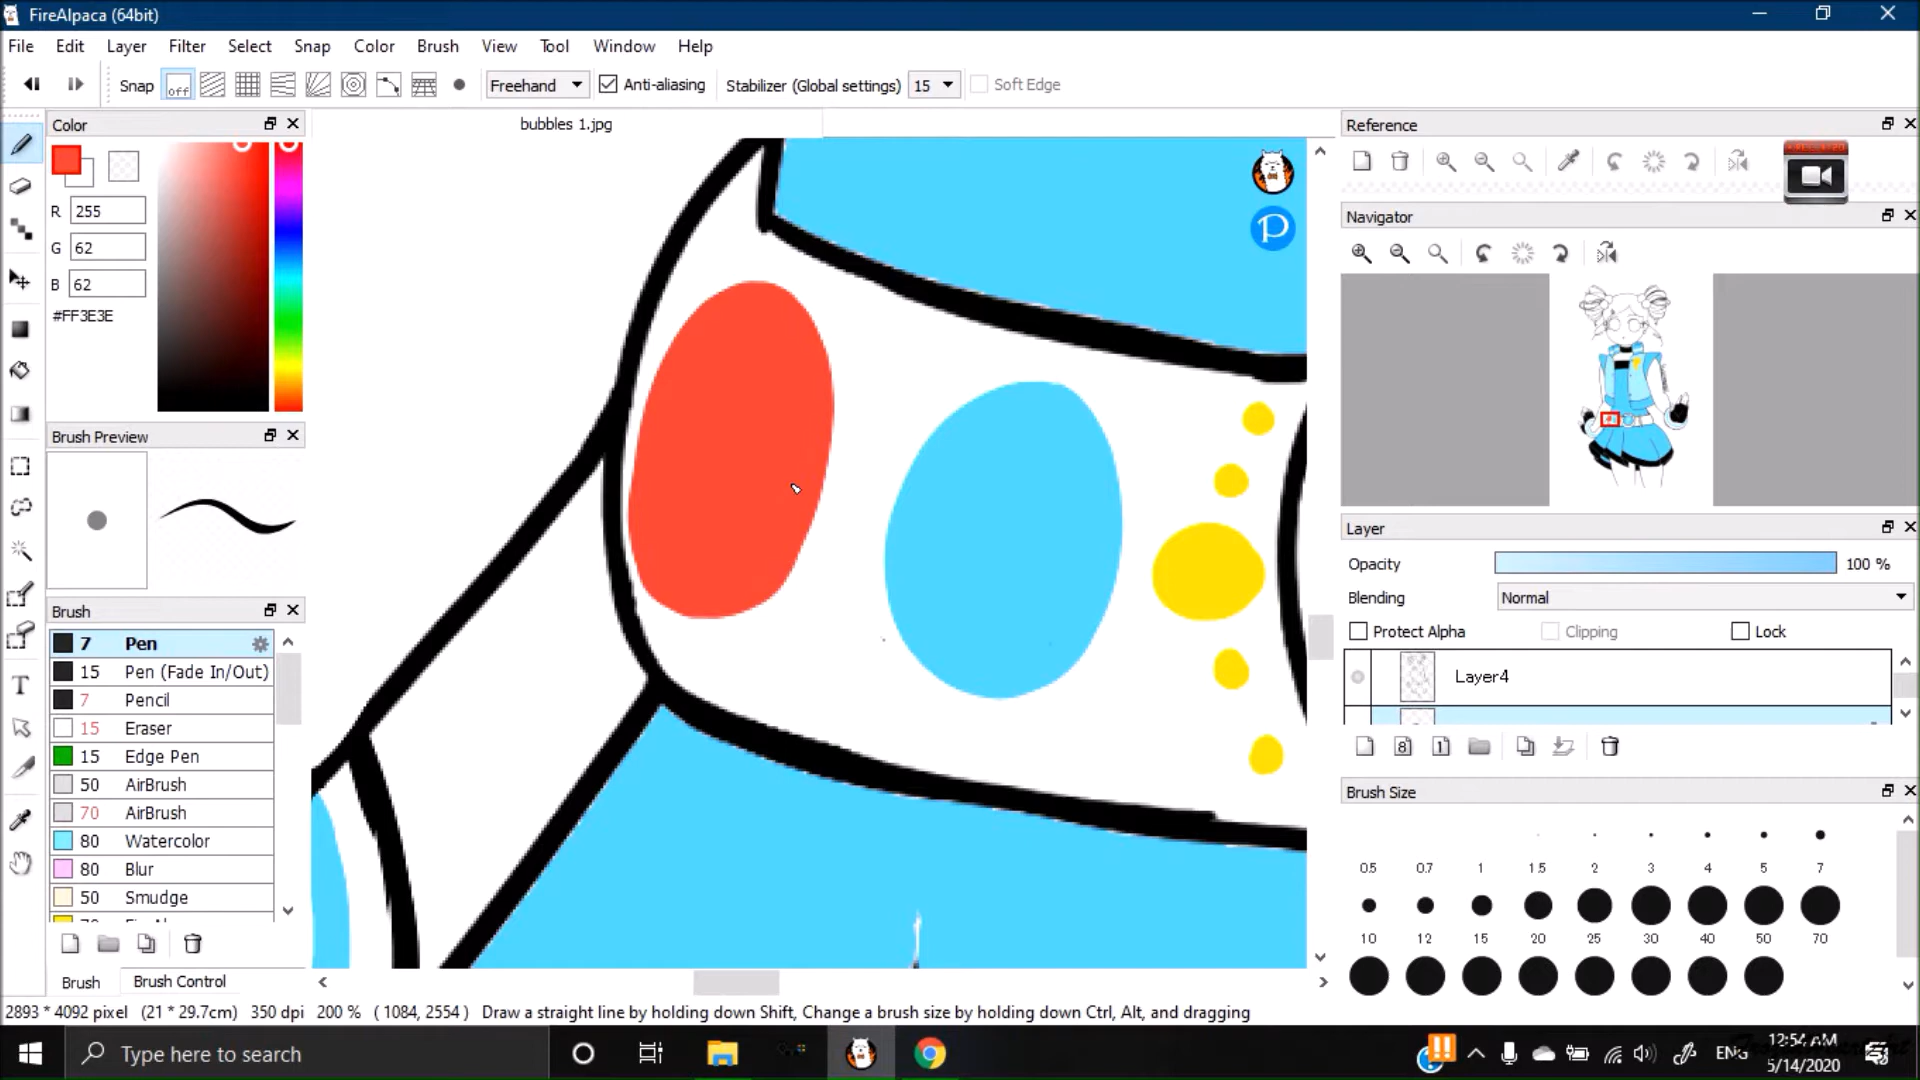 FireAlpaca (64bit)
File Edit Layer Filter Select Snap Color Brush View Tool Window Help
Snap off Freehand Anti-aliasing Stabilizer (Global settings) 15 Soft Edge
Color
R 255
G 62
B 62
#FF3E3E
Brush Preview
Brush
7 Pen
15 Pen (Fade In/Out)
7 Pencil
15 Eraser
15 Edge Pen
50 AirBrush
70 AirBrush
80 Watercolor
80 Blur
50 Smudge
Brush Brush Control
bubbles 1.jpg
P
Reference
Navigator
Layer
Opacity 100 %
Blending Normal
Protect Alpha Clipping Lock
Layer4
8 1
Brush Size
0.5 0.7 1 1.5 2 3 4 5 7
10 12 15 20 25 30 40 50 70
2893 * 4092 pixel (21 * 29.7cm) 350 dpi 200 % ( 1084, 2554 ) Draw a straight line by holding down Shift, Change a brush size by holding down Ctrl, Alt, and dragging
Type here to search
ENG
12:54 AM
5/14/2020